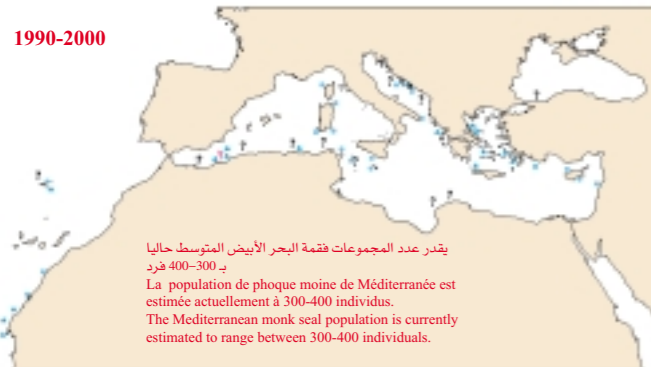 1990-2000
يقدر عدد المجموعات فقمة البحر الأبيض المتوسط حاليا
بـ 300–400 فرد
La population de phoque moine de Méditerranée est
estimée actuellement à 300-400 individus.
The Mediterranean monk seal population is currently
estimated to range between 300-400 individuals.